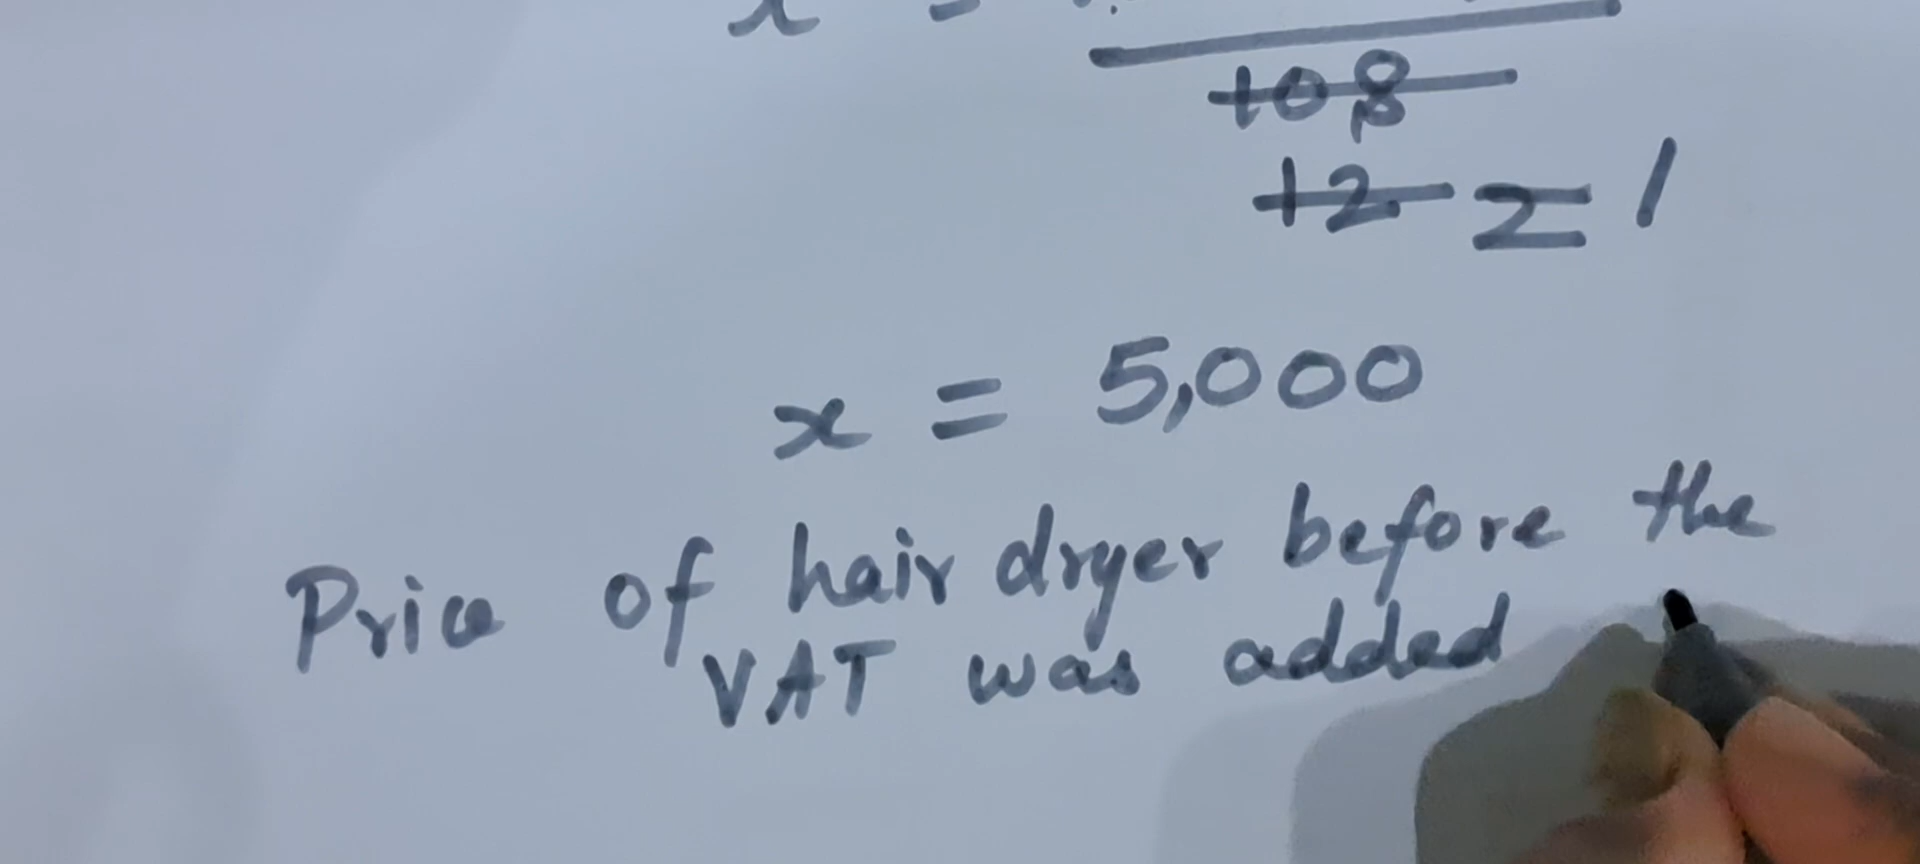 x =
108
12 = 1
x = 5,000
Price of hair dryer before the
VAT was added